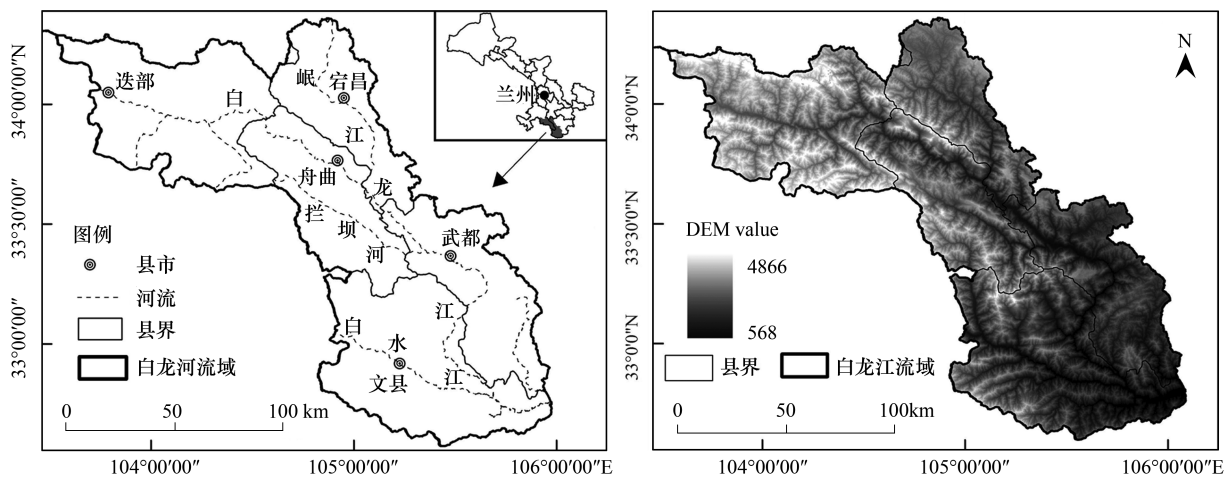 34°00′00″N
33°30′00″
33°00′00″
迭部
白
岷
宕昌
江
舟曲
龙
拦
坝
河
武都
江
白
水
文县
江
兰州
图例
县市
河流
县界
白龙河流域
0 50 100 km
104°00′00″ 105°00′00″ 106°00′00″E
34°0′0″N
33°30′0″N
33°0′0″N
N
DEM value
4866
568
县界 白龙江流域
0 50 100km
104°00′00″ 105°00′00″ 106°00′00″E